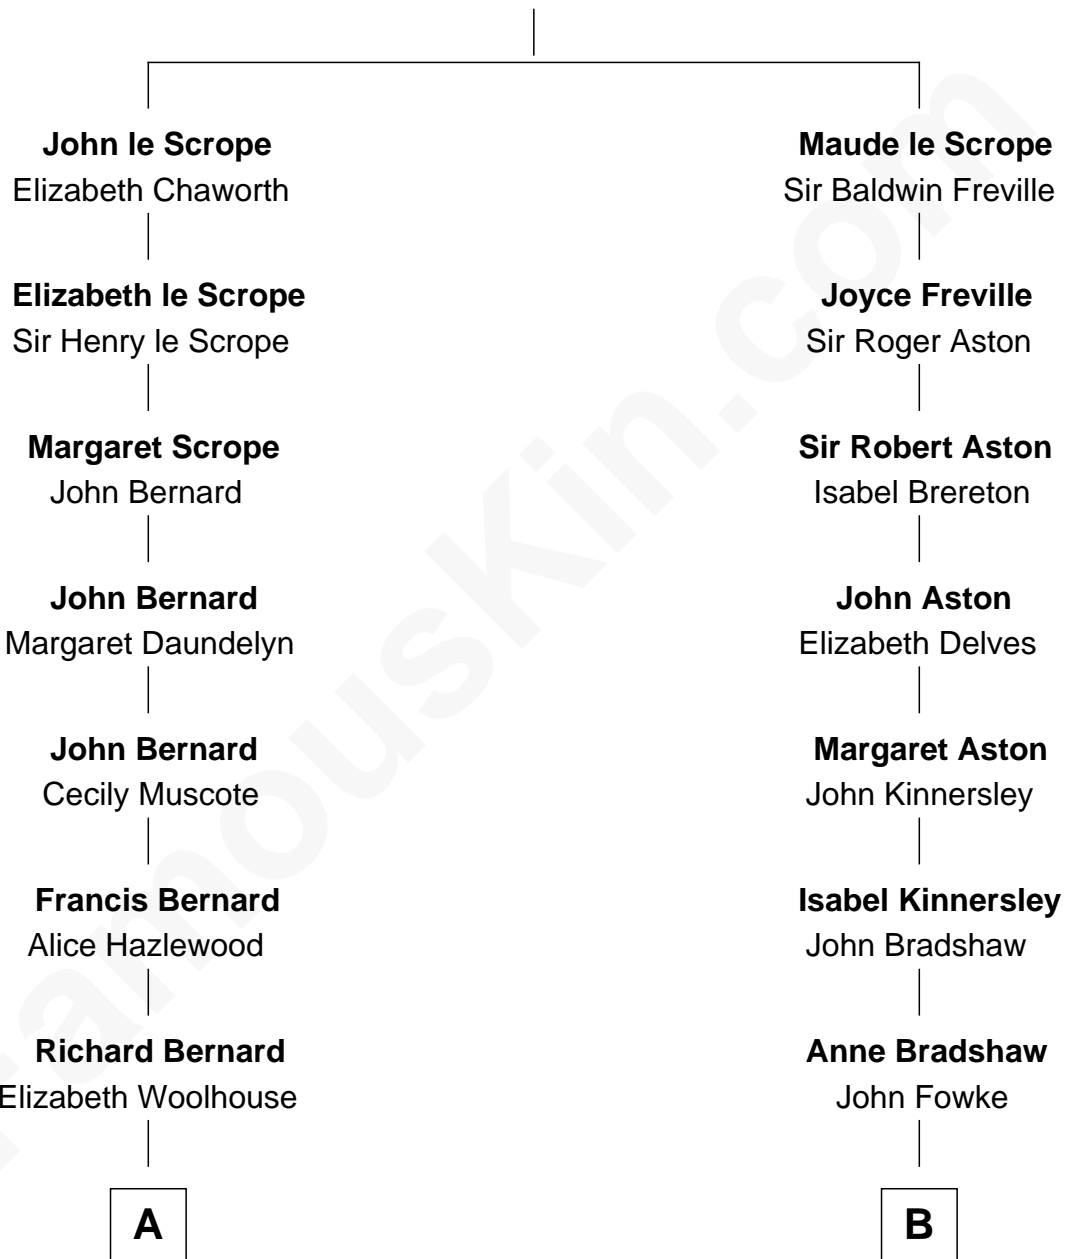 John le Scrope
Elizabeth Chaworth
Elizabeth le Scrope
Sir Henry le Scrope
Margaret Scrope
John Bernard
John Bernard
Margaret Daundelyn
John Bernard
Cecily Muscote
Francis Bernard
Alice Hazlewood
Richard Bernard
Elizabeth Woolhouse
A
Maude le Scrope
Sir Baldwin Freville
Joyce Freville
Sir Roger Aston
Sir Robert Aston
Isabel Brereton
John Aston
Elizabeth Delves
Margaret Aston
John Kinnersley
Isabel Kinnersley
John Bradshaw
Anne Bradshaw
John Fowke
B
FamousKin.com